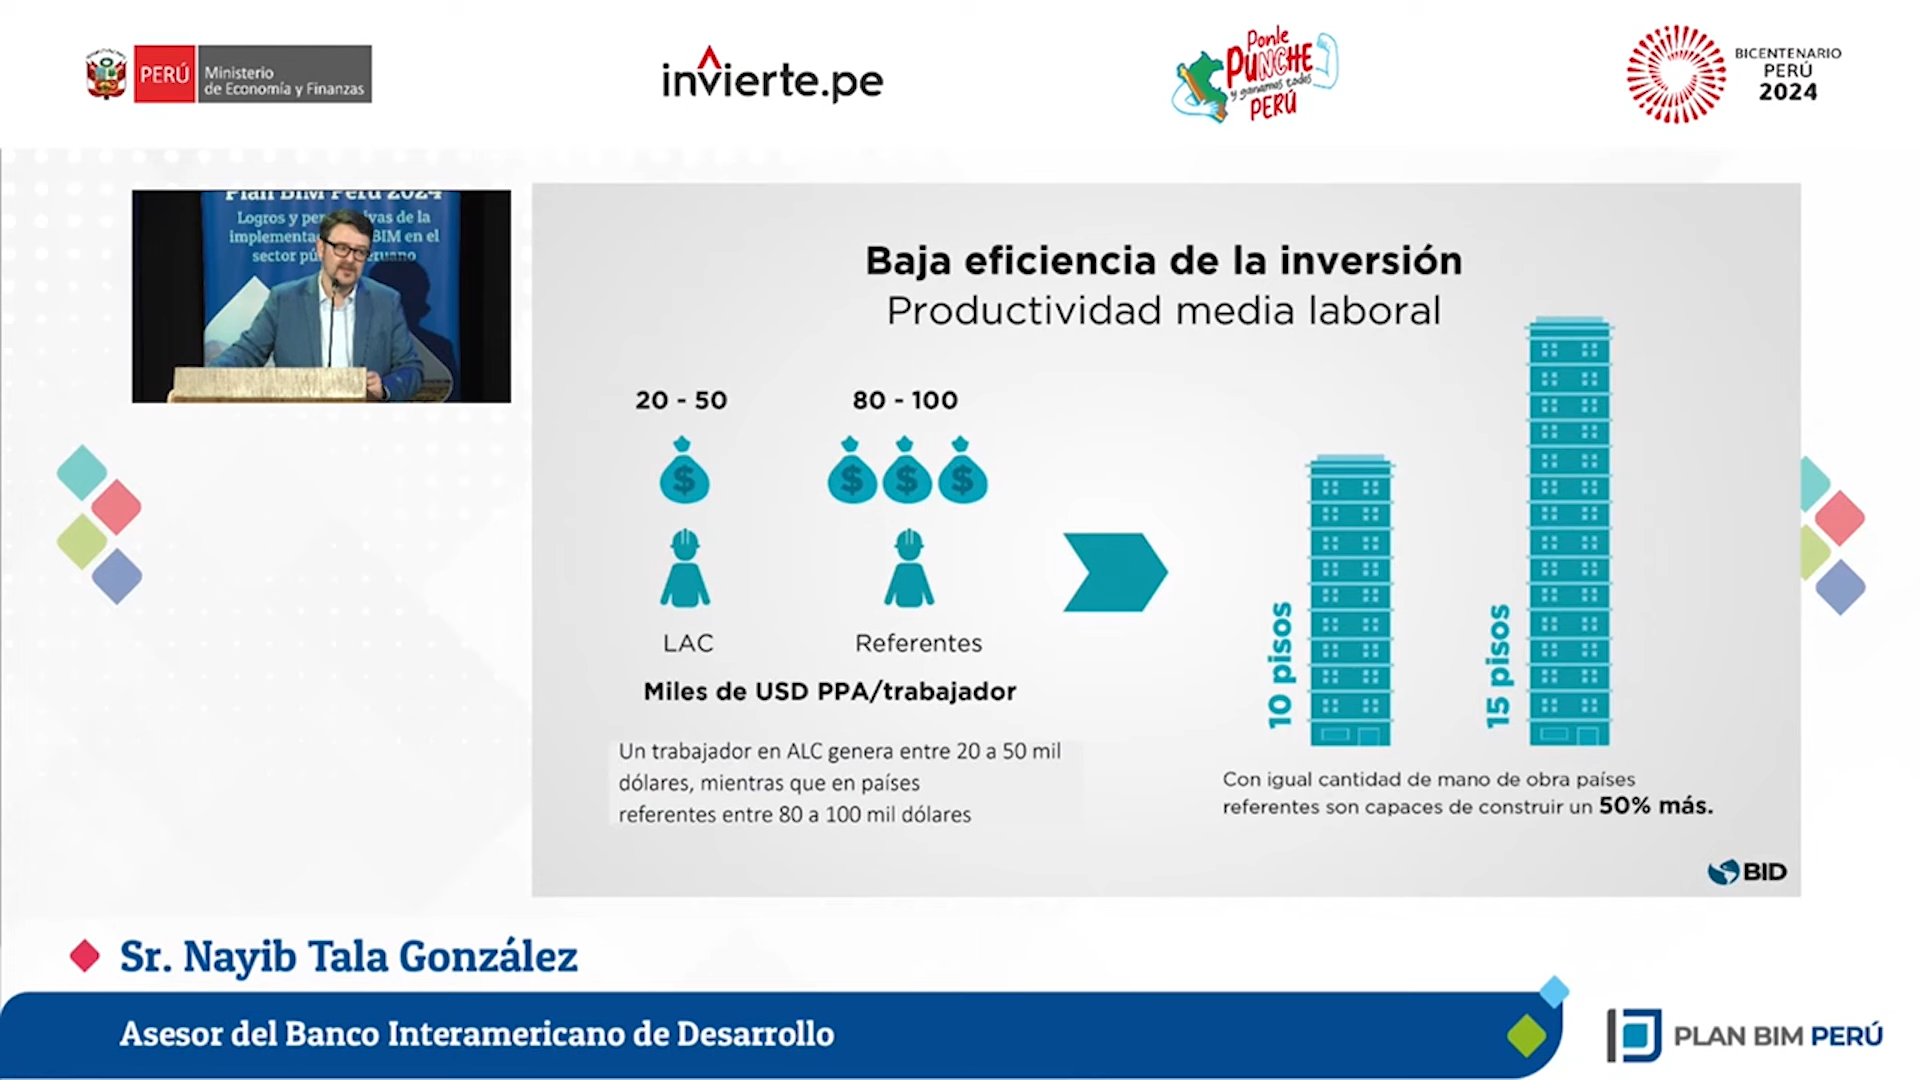 PERÚ
Ministerio
de Economía y Finanzas
invierte.pe
Ponle
PUNCHE
y ganamos todos
PERÚ
BICENTENARIO
PERÚ
2024
Plan BIM Perú 2024
Logros y
de la
BIM en el
sector
Baja eficiencia de la inversión
Productividad media laboral
20 - 50
80 - 100
$
$ $ $
LAC
Referentes
Miles de USD PPA/trabajador
Un trabajador en ALC genera entre 20 a 50 mil
dólares, mientras que en países
referentes entre 80 a 100 mil dólares
10 pisos
15 pisos
Con igual cantidad de mano de obra países
referentes son capaces de construir un 50% más.
BID
Sr. Nayib Tala González
Asesor del Banco Interamericano de Desarrollo
PLAN BIM PERÚ